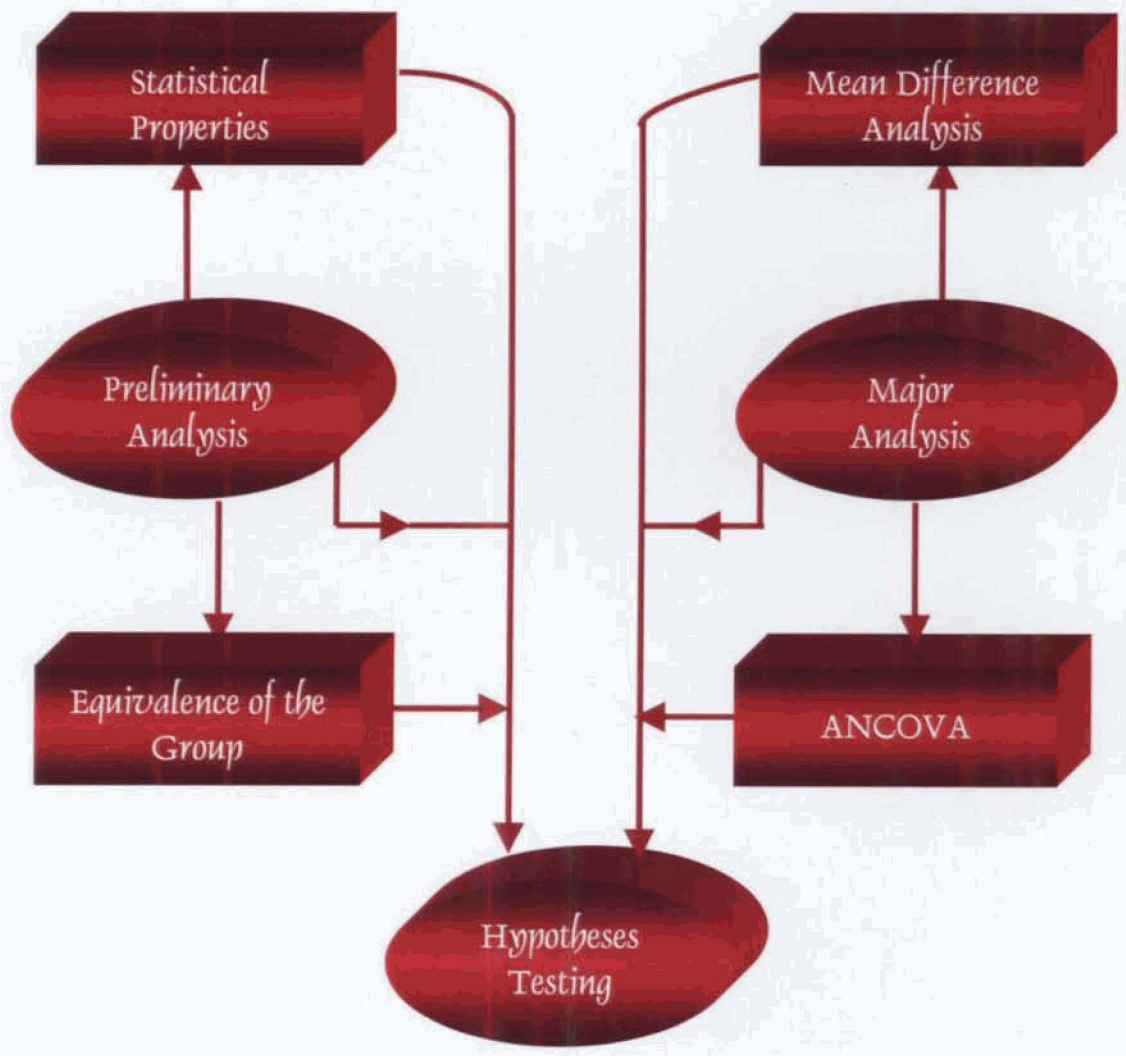 Statistical
Properties
Mean Difference
Analysis
Preliminary
Analysis
Major
Analysis
Equivalence of the
Group
ANCOVA
Hypotheses
Testing